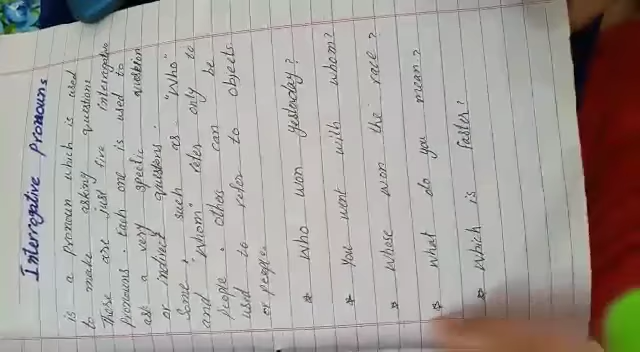 Interrogative Pronouns
is a pronoun which is used
to make asking questions
These are just five interrogative
pronouns. Each one is used to
ask a very specific question
or indirect questions.
Some, such as "Who"
and "Whom" refer only to
people. others can be
used to refer to objects
or people.
* Who won yesterday?
* You went with whom?
* Whose won the race?
* What do you mean?
* Which is faster?